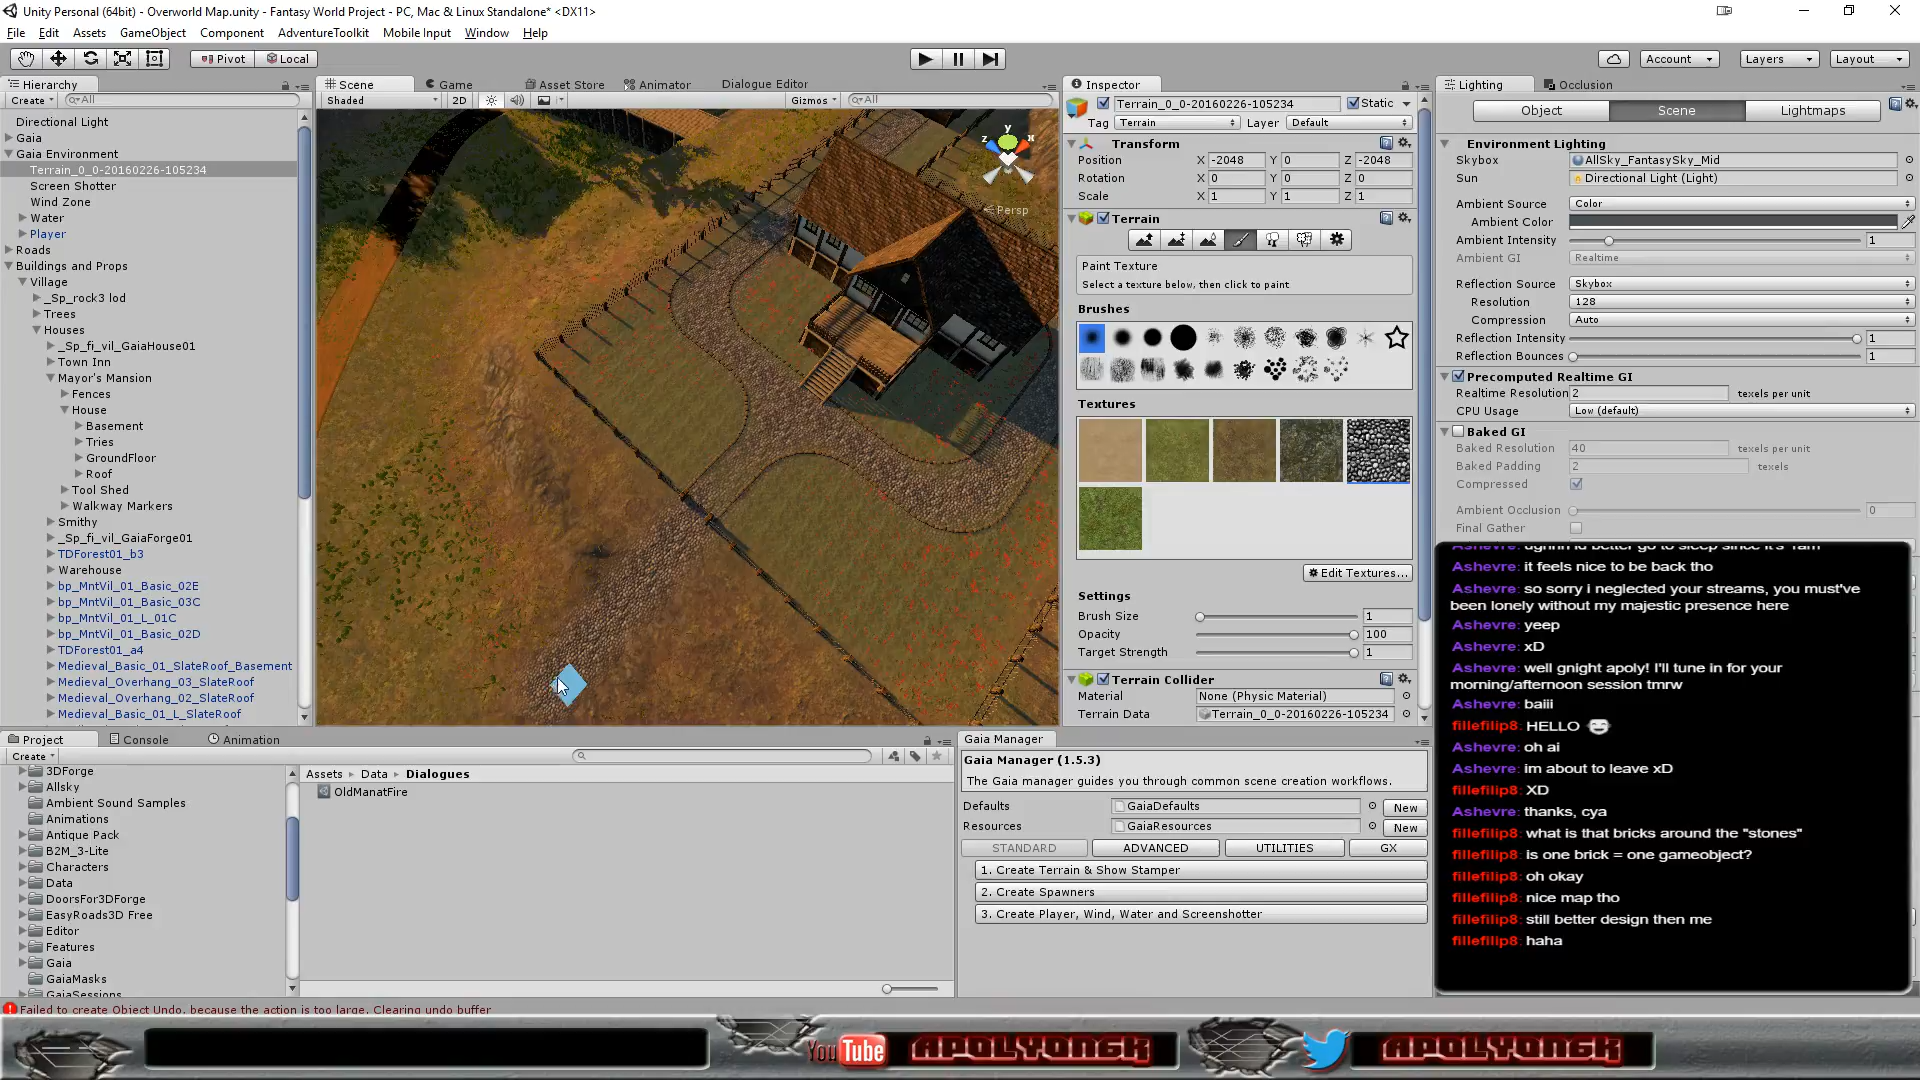 Unity Personal (64bit) - Overworld Map.unity - Fantasy World Project - PC, Mac & Linux Standalone* <DX11>
File Edit Assets GameObject Component AdventureToolkit Mobile Input Window Help
Pivot Local Account Layers Layout
Hierarchy
Create All
Directional Light
Gaia
Gaia Environment
Terrain_0_0-20160226-105234
Screen Shotter
Wind Zone
Water
Player
Roads
Buildings and Props
Village
_Sp_rock3 lod
Trees
Houses
_Sp_fi_vil_GaiaHouse01
Town Inn
Mayor's Mansion
Fences
House
Basement
Tries
GroundFloor
Roof
Tool Shed
Walkway Markers
Smithy
_Sp_fi_vil_GaiaForge01
TDForest01_b3
Warehouse
bp_MntVil_01_Basic_02E
bp_MntVil_01_Basic_03C
bp_MntVil_01_L_01C
bp_MntVil_01_Basic_02D
TDForest01_a4
Medieval_Basic_01_SlateRoof_Basement
Medieval_Overhang_03_SlateRoof
Medieval_Overhang_02_SlateRoof
Medieval_Basic_01_L_SlateRoof
Scene Game Asset Store Animator Dialogue Editor
Shaded 2D Gizmos All
y
z x
Persp
Inspector
Terrain_0_0-20160226-105234 Static
Tag Terrain Layer Default
Transform
Position X -2048 Y 0 Z -2048
Rotation X 0 Y 0 Z 0
Scale X 1 Y 1 Z 1
Terrain
Paint Texture
Select a texture below, then click to paint
Brushes
Textures
Edit Textures...
Settings
Brush Size 1
Opacity 100
Target Strength 1
Terrain Collider
Material None (Physic Material)
Terrain Data Terrain_0_0-20160226-105234
Lighting Occlusion
Object Scene Lightmaps
Environment Lighting
Skybox AllSky_FantasySky_Mid
Sun Directional Light (Light)
Ambient Source Color
Ambient Color
Ambient Intensity 1
Ambient GI Realtime
Reflection Source Skybox
Resolution 128
Compression Auto
Reflection Intensity 1
Reflection Bounces 1
Precomputed Realtime GI
Realtime Resolution 2 texels per unit
CPU Usage Low (default)
Baked GI
Baked Resolution 40 texels per unit
Baked Padding 2 texels
Compressed
Ambient Occlusion 0
Final Gather
Ashevre: it feels nice to be back tho
Ashevre: so sorry i neglected your streams, you must've
been lonely without my majestic presence here
Ashevre: yeep
Ashevre: xD
Ashevre: well gnight apoly! I'll tune in for your
morning/afternoon session tmrw
Ashevre: baiii
fillefilip8: HELLO
Ashevre: oh ai
Ashevre: im about to leave xD
fillefilip8: XD
Ashevre: thanks, cya
fillefilip8: what is that bricks around the "stones"
fillefilip8: is one brick = one gameobject?
fillefilip8: oh okay
fillefilip8: nice map tho
fillefilip8: still better design then me
fillefilip8: haha
Project Console Animation
Create
3DForge
Allsky
Ambient Sound Samples
Animations
Antique Pack
B2M_3-Lite
Characters
Data
DoorsFor3DForge
EasyRoads3D Free
Editor
Features
Gaia
GaiaMasks
GaiaSessions
Assets Data Dialogues
OldManatFire
Gaia Manager
Gaia Manager (1.5.3)
The Gaia manager guides you through common scene creation workflows.
Defaults GaiaDefaults New
Resources GaiaResources New
STANDARD ADVANCED UTILITIES GX
1. Create Terrain & Show Stamper
2. Create Spawners
3. Create Player, Wind, Water and Screenshotter
Failed to create Object Undo, because the action is too large. Clearing undo buffer
YouTube APOLYONGK APOLYONGK